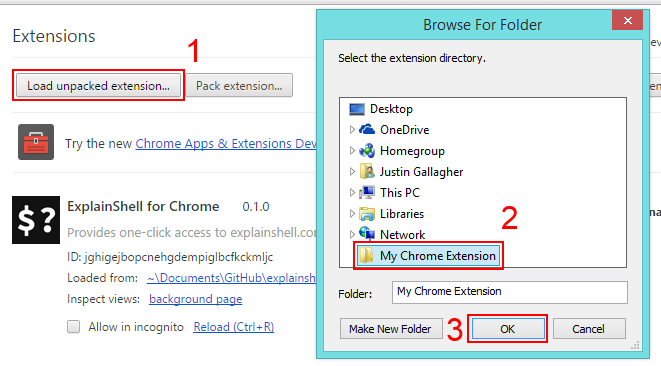 Extensions
1
Load unpacked extension...
Pack extension...
Try the new Chrome Apps & Extensions Dev
$?
ExplainShell for Chrome 0.1.0
Provides one-click access to explainshell.com
ID: jghigejbopcnehgdempiglbcfkckmljc
Loaded from: ~\Documents\GitHub\explainsh
Inspect views: background page
Allow in incognito Reload (Ctrl+R)
Browse For Folder
Select the extension directory.
Desktop
OneDrive
Homegroup
Justin Gallagher
This PC
Libraries
Network
2
My Chrome Extension
Folder: My Chrome Extension
Make New Folder
3
OK
Cancel